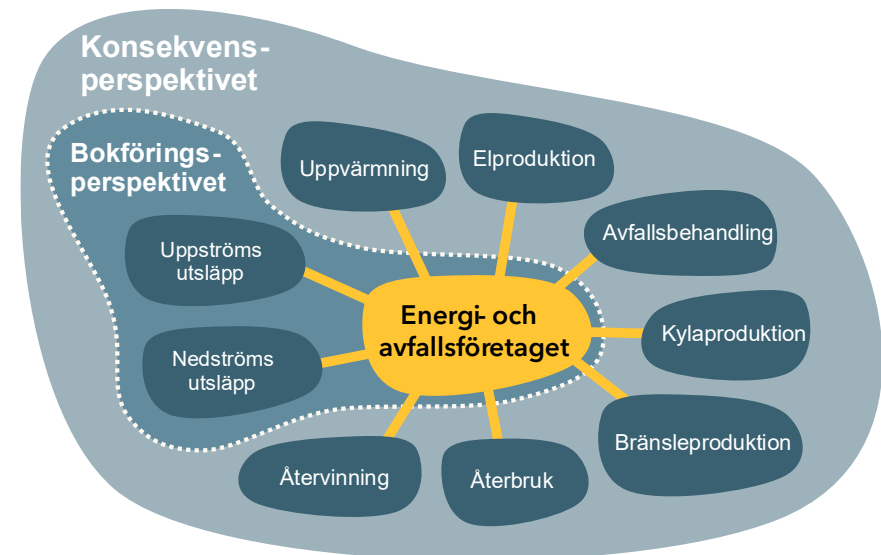 Konsekvens-
perspektivet
Bokförings-
perspektivet
Uppvärmning
Elproduktion
Avfallsbehandling
Uppströms
utsläpp
Energi- och
avfallsföretaget
Kylaproduktion
Nedströms
utsläpp
Bränsleproduktion
Återvinning
Återbruk